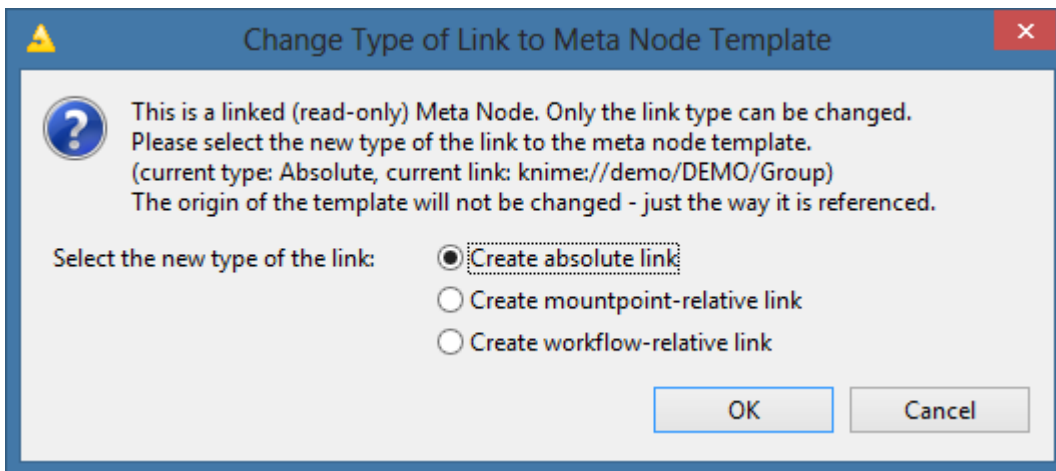 Change Type of Link to Meta Node Template
This is a linked (read-only) Meta Node. Only the link type can be changed.
Please select the new type of the link to the meta node template.
(current type: Absolute, current link: knime://demo/DEMO/Group)
The origin of the template will not be changed - just the way it is referenced.
Select the new type of the link:
Create absolute link
Create mountpoint-relative link
Create workflow-relative link
OK
Cancel